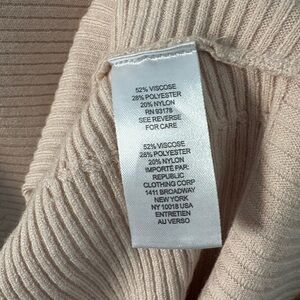 52% VISCOSE
28% POLYESTER
20% NYLON
RN 93178
SEE REVERSE
FOR CARE
52% VISCOSE
28% POLYESTER
20% NYLON
IMPORTÉ PAR:
REPUBLIC
CLOTHING CORP
1411 BROADWAY
NEW YORK
NY 10018 USA
ENTRETIEN
AU VERSO